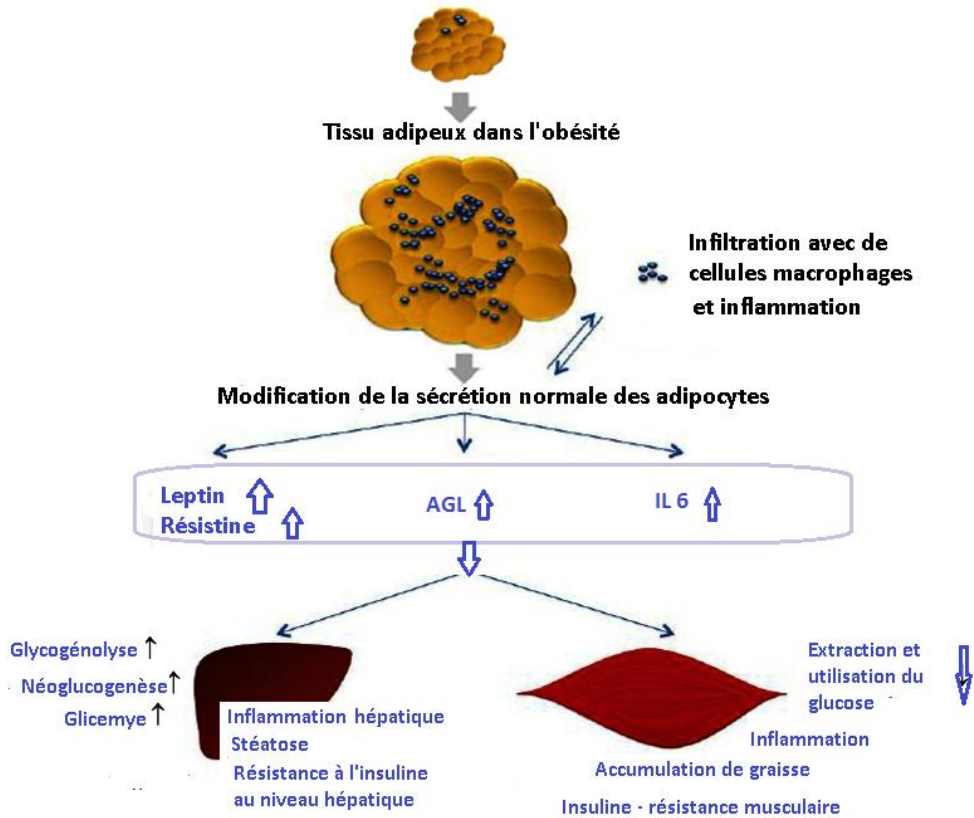 Tissu adipeux dans l'obésité
Infiltration avec de
cellules macrophages
et inflammation
Modification de la sécrétion normale des adipocytes
Leptin
Résistine
AGL
IL 6
Glycogénolyse
Néoglucogenèse
Glicemye
Inflammation hépatique
Stéatose
Résistance à l'insuline
au niveau hépatique
Extraction et
utilisation du
glucose
Inflammation
Accumulation de graisse
Insuline - résistance musculaire